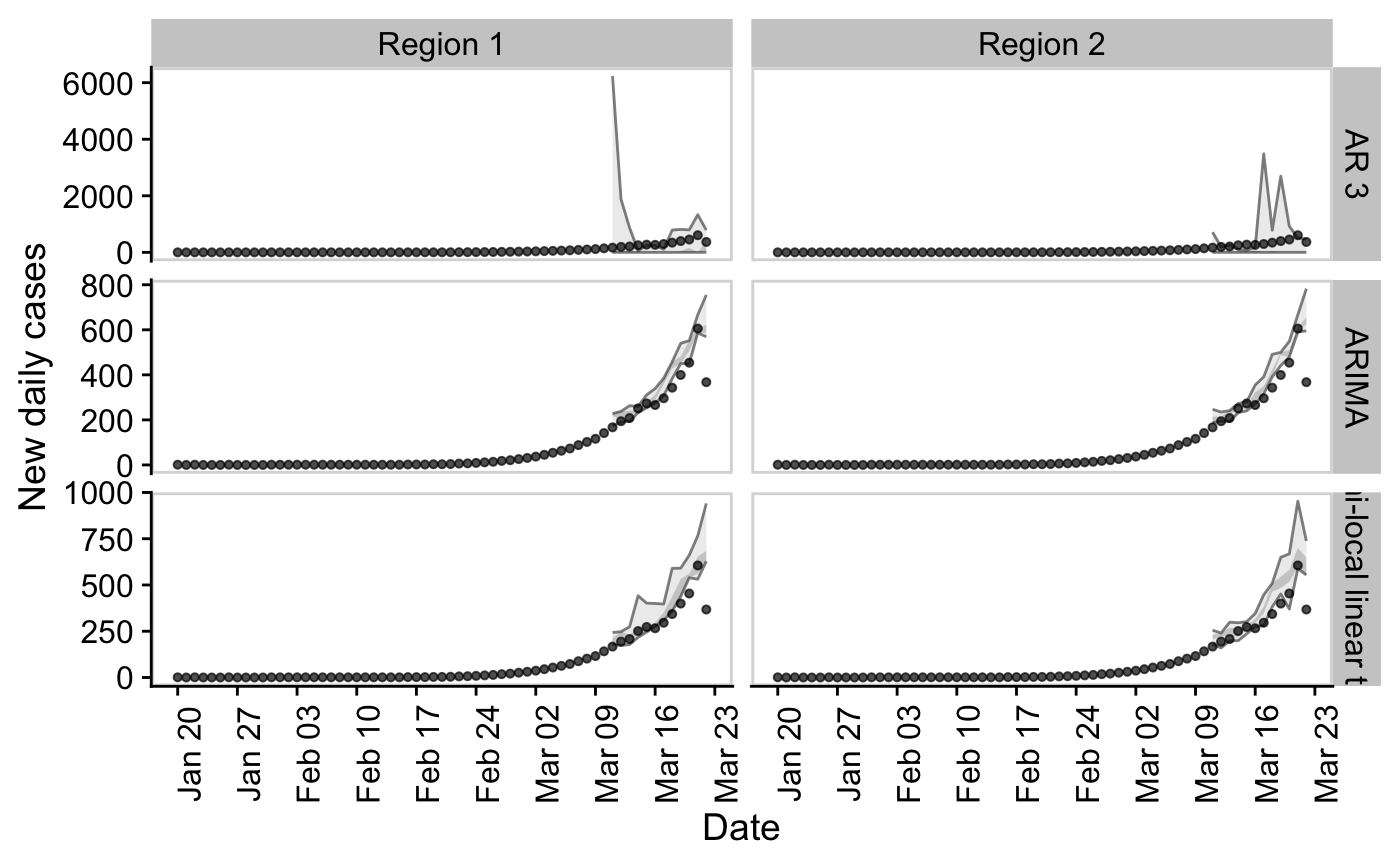 Region 1
Region 2
6000
4000
2000
0
AR 3
800
600
400
200
0
ARIMA
1000
750
500
250
0
i-local linear t
New daily cases
Jan 20
Jan 27
Feb 03
Feb 10
Feb 17
Feb 24
Mar 02
Mar 09
Mar 16
Mar 23
Jan 20
Jan 27
Feb 03
Feb 10
Feb 17
Feb 24
Mar 02
Mar 09
Mar 16
Mar 23
Date